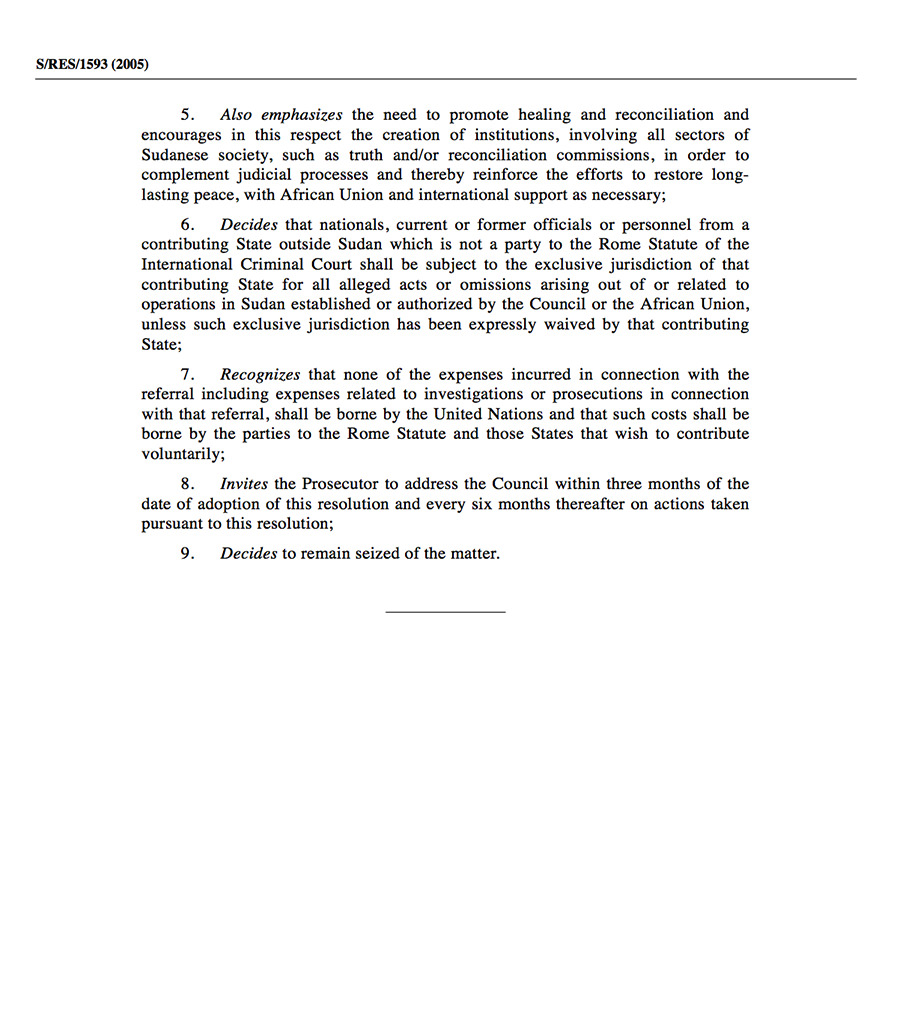 S/RES/1593 (2005)
5. Also emphasizes the need to promote healing and reconciliation and
encourages in this respect the creation of institutions, involving all sectors of
Sudanese society, such as truth and/or reconciliation commissions, in order to
complement judicial processes and thereby reinforce the efforts to restore long-
lasting peace, with African Union and international support as necessary;
6. Decides that nationals, current or former officials or personnel from a
contributing State outside Sudan which is not a party to the Rome Statute of the
International Criminal Court shall be subject to the exclusive jurisdiction of that
contributing State for all alleged acts or omissions arising out of or related to
operations in Sudan established or authorized by the Council or the African Union,
unless such exclusive jurisdiction has been expressly waived by that contributing
State;
7. Recognizes that none of the expenses incurred in connection with the
referral including expenses related to investigations or prosecutions in connection
with that referral, shall be borne by the United Nations and that such costs shall be
borne by the parties to the Rome Statute and those States that wish to contribute
voluntarily;
8. Invites the Prosecutor to address the Council within three months of the
date of adoption of this resolution and every six months thereafter on actions taken
pursuant to this resolution;
9. Decides to remain seized of the matter.